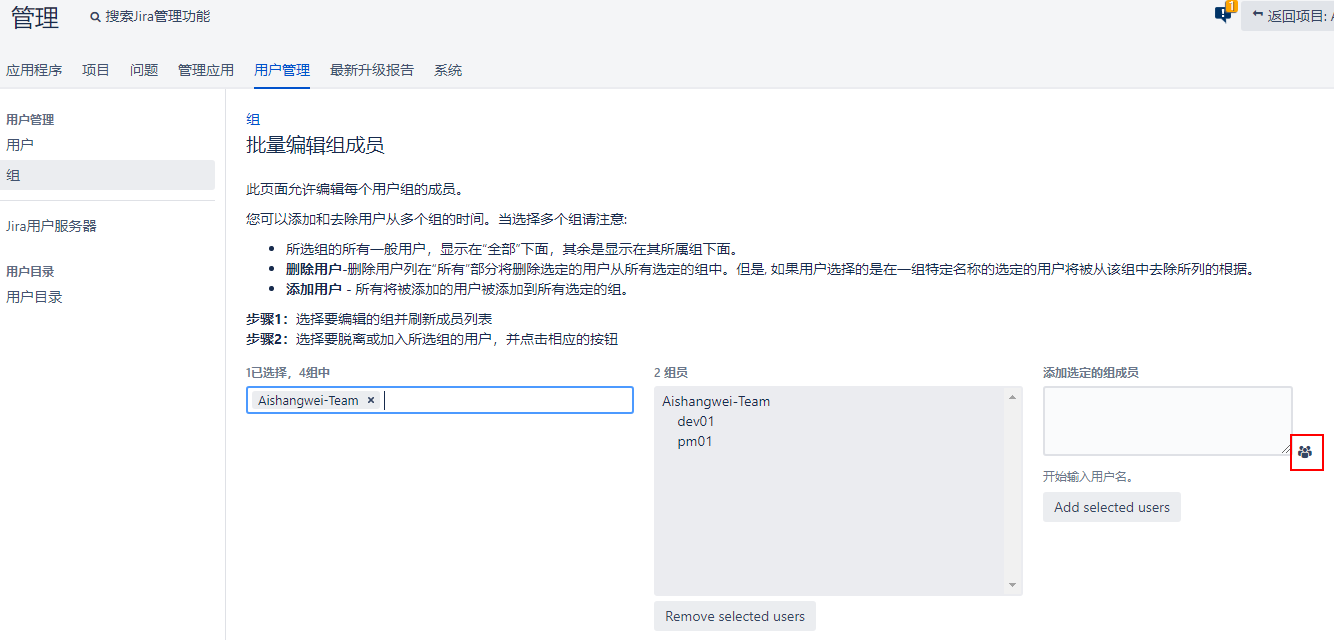 管理
搜索Jira管理功能
1
返回项目: A
应用程序 项目 问题 管理应用 用户管理 最新升级报告 系统
用户管理
用户
组
Jira用户服务器
用户目录
用户目录
组
批量编辑组成员
此页面允许编辑每个用户组的成员。
您可以添加和去除用户从多个组的时间。当选择多个组请注意:
• 所选组的所有一般用户，显示在“全部”下面，其余是显示在其所属组下面。
• 删除用户-删除用户列在“所有”部分将删除选定的用户从所有选定的组中。但是, 如果用户选择的是在一组特定名称的选定的用户将被从该组中去除所列的根据。
• 添加用户 - 所有将被添加的用户被添加到所有选定的组。
步骤1：选择要编辑的组并刷新成员列表
步骤2：选择要脱离或加入所选组的用户，并点击相应的按钮
1已选择，4组中
Aishangwei-Team ×
2 组员
Aishangwei-Team
dev01
pm01
Remove selected users
添加选定的组成员
开始输入用户名。
Add selected users